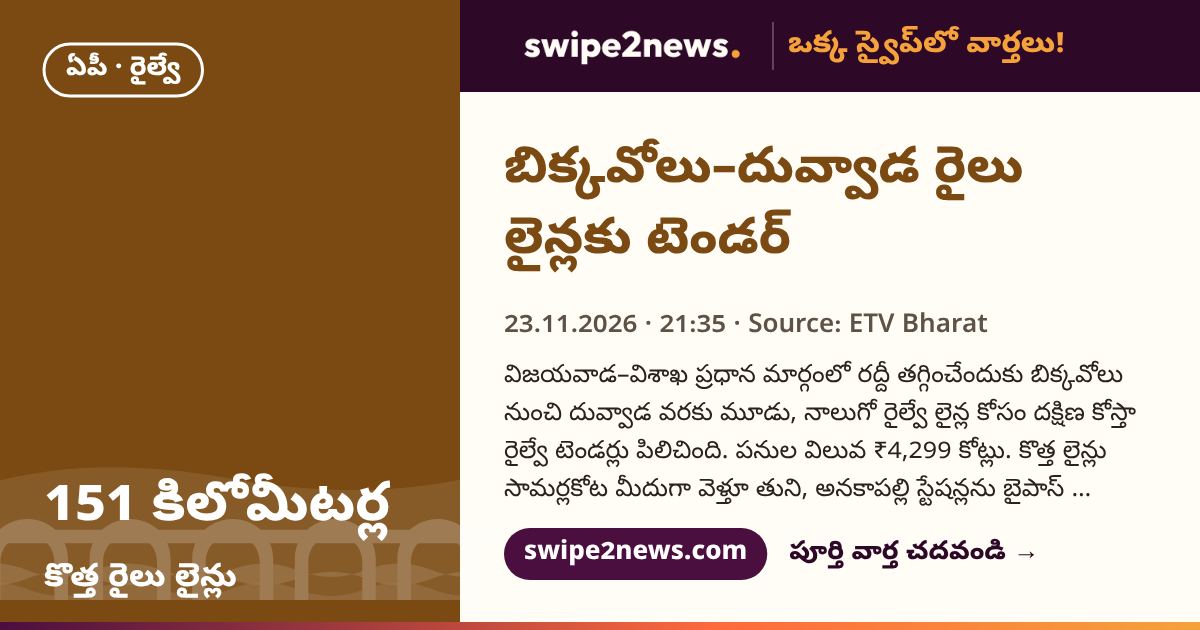 ఏపీ · రైల్వే
151 కిలోమీటర్ల
కొత్త రైలు లైన్లు
swipe2news.
ఒక్క స్వైప్‌లో వార్తలు!
బిక్కవోలు–దువ్వాడ రైలు
లైన్లకు టెండర్
23.11.2026 · 21:35 · Source: ETV Bharat
విజయవాడ–విశాఖ ప్రధాన మార్గంలో రద్దీ తగ్గించేందుకు బిక్కవోలు
నుంచి దువ్వాడ వరకు మూడు, నాలుగో రైల్వే లైన్ల కోసం దక్షిణ కోస్తా
రైల్వే టెండర్లు పిలిచింది. పనుల విలువ ₹4,299 కోట్లు. కొత్త లైన్లు
సామర్లకోట మీదుగా వెళ్తూ తుని, అనకాపల్లి స్టేషన్లను బైపాస్ ...
swipe2news.com
పూర్తి వార్త చదవండి →